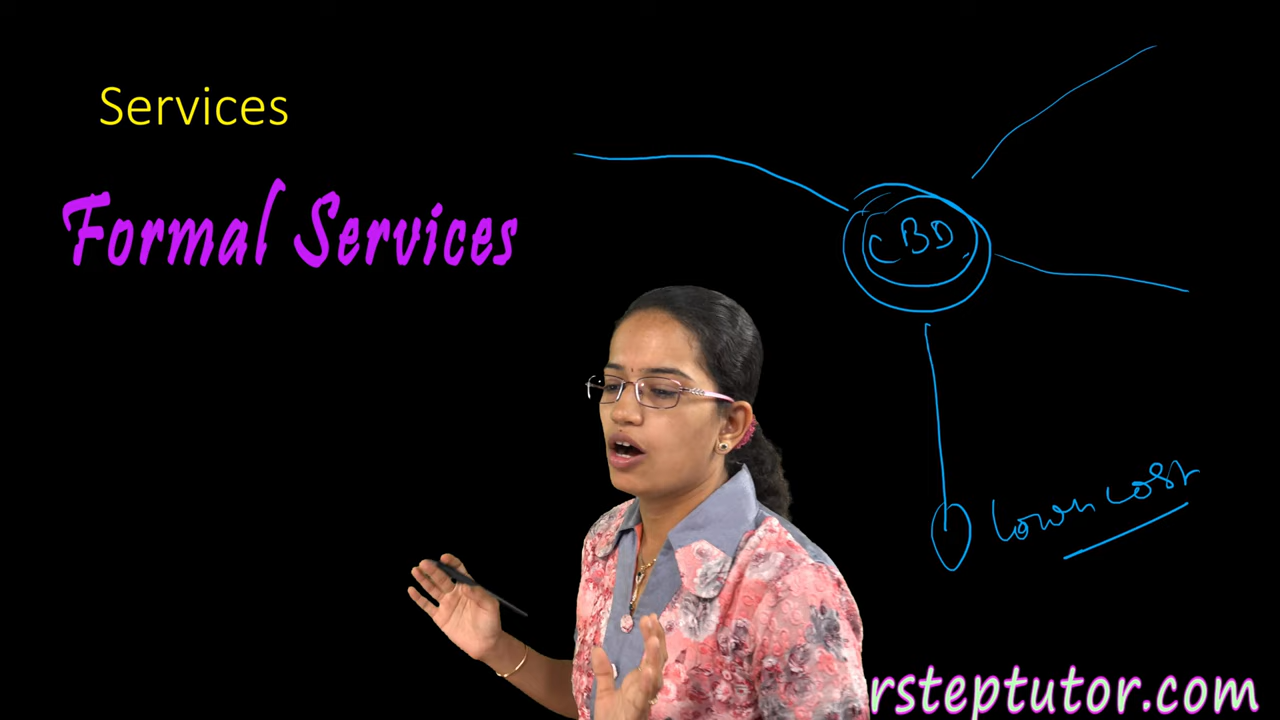 Services
Formal Services
CBD
lower cost
rsteptutor.com